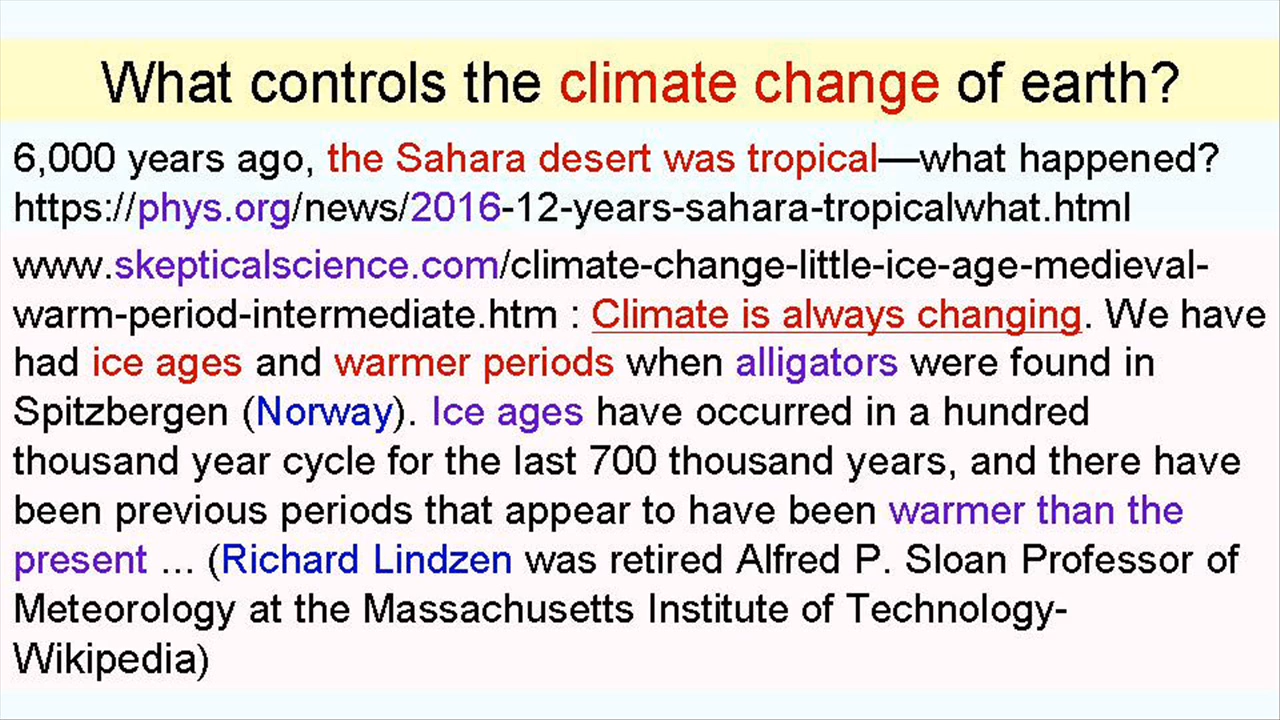 What controls the climate change of earth?
6,000 years ago, the Sahara desert was tropical—what happened?
https://phys.org/news/2016-12-years-sahara-tropicalwhat.html
www.skepticalscience.com/climate-change-little-ice-age-medieval-
warm-period-intermediate.htm : Climate is always changing. We have
had ice ages and warmer periods when alligators were found in
Spitzbergen (Norway). Ice ages have occurred in a hundred
thousand year cycle for the last 700 thousand years, and there have
been previous periods that appear to have been warmer than the
present ... (Richard Lindzen was retired Alfred P. Sloan Professor of
Meteorology at the Massachusetts Institute of Technology-
Wikipedia)